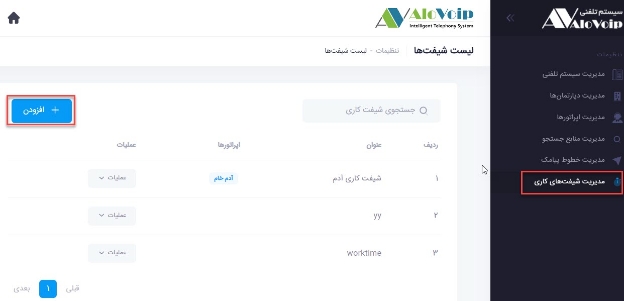 سیستم تلفنی
AloVoip
AloVoip
Intelligent Telephony System
لیست شیفت‌ها
تنظیمات - لیست شیفت‌ها
مدیریت سیستم تلفنی
مدیریت دپارتمان‌ها
مدیریت اپراتورها
مدیریت منابع جستجو
مدیریت خطوط پیامک
مدیریت شیفت‌های کاری
جستجوی شیفت کاری
افزودن
ردیف عنوان اپراتورها عملیات
۱ شیفت کاری آدم آدم خام عملیات
۲ yy عملیات
۳ worktime عملیات
قبلی ۱ بعدی